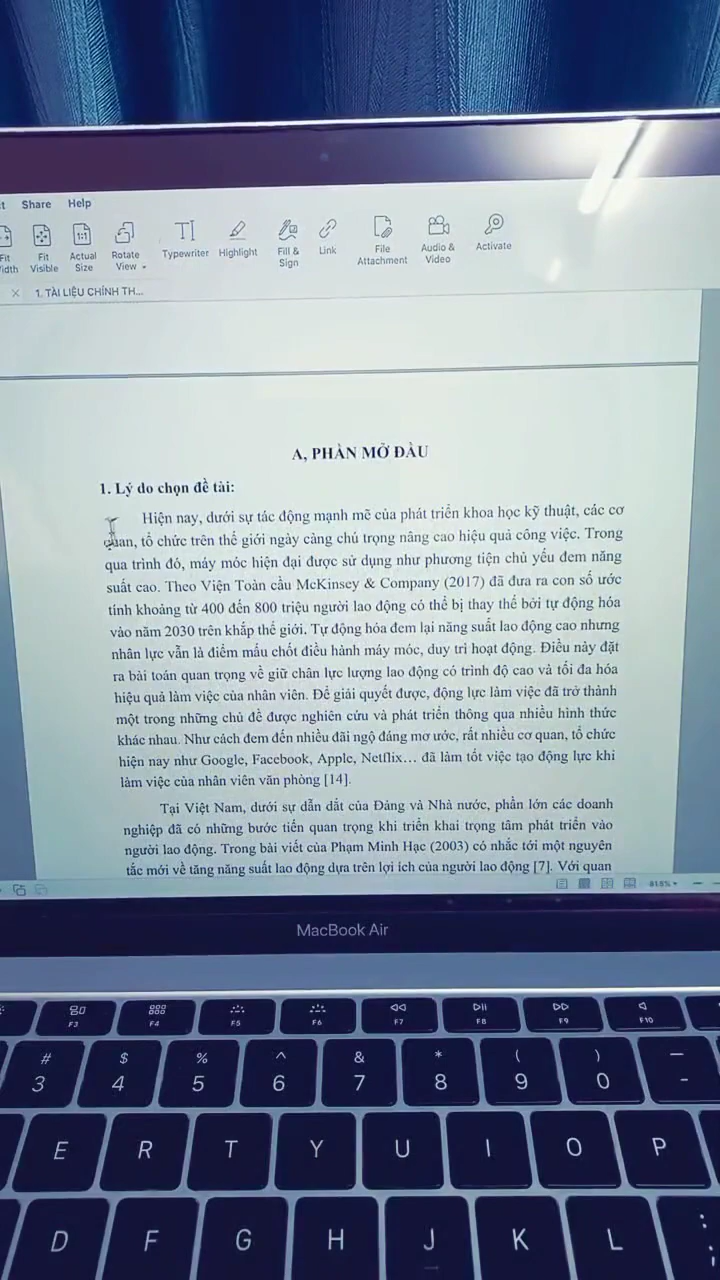 Share Help
Fit Width
Fit Visible
Actual Size
Rotate View
Typewriter
Highlight
Fill & Sign
Link
File Attachment
Audio & Video
Activate
1. TÀI LIỆU CHÍNH TH...
A, PHẦN MỞ ĐẦU
1. Lý do chọn đề tài:
Hiện nay, dưới sự tác động mạnh mẽ của phát triển khoa học kỹ thuật, các cơ
quan, tổ chức trên thế giới ngày càng chú trọng nâng cao hiệu quả công việc. Trong
quá trình đó, máy móc hiện đại được sử dụng như phương tiện chủ yếu đem năng
suất cao. Theo Viện Toàn cầu McKinsey & Company (2017) đã đưa ra con số ước
tính khoảng từ 400 đến 800 triệu người lao động có thể bị thay thế bởi tự động hóa
vào năm 2030 trên khắp thế giới. Tự động hóa đem lại năng suất lao động cao nhưng
nhân lực vẫn là điểm mấu chốt điều hành máy móc, duy trì hoạt động. Điều này đặt
ra bài toán quan trọng về giữ chân lực lượng lao động có trình độ cao và tối đa hóa
hiệu quả làm việc của nhân viên. Để giải quyết được, động lực làm việc đã trở thành
một trong những chủ đề được nghiên cứu và phát triển thông qua nhiều hình thức
khác nhau. Như cách đem đến nhiều đãi ngộ đáng mơ ước, rất nhiều cơ quan, tổ chức
hiện nay như Google, Facebook, Apple, Netflix… đã làm tốt việc tạo động lực khi
làm việc của nhân viên văn phòng [14].
Tại Việt Nam, dưới sự dẫn dắt của Đảng và Nhà nước, phần lớn các doanh
nghiệp đã có những bước tiến quan trọng khi triển khai trọng tâm phát triển vào
người lao động. Trong bài viết của Phạm Minh Hạc (2003) có nhắc tới một nguyên
tắc mới về tăng năng suất lao động dựa trên lợi ích của người lao động [7]. Với quan
MacBook Air
F3 F4 F5 F6 F7 F8 F9 F10
# $ % ^ & * ( ) —
3 4 5 6 7 8 9 0 -
E R T Y U I O P
D F G H J K L : ;